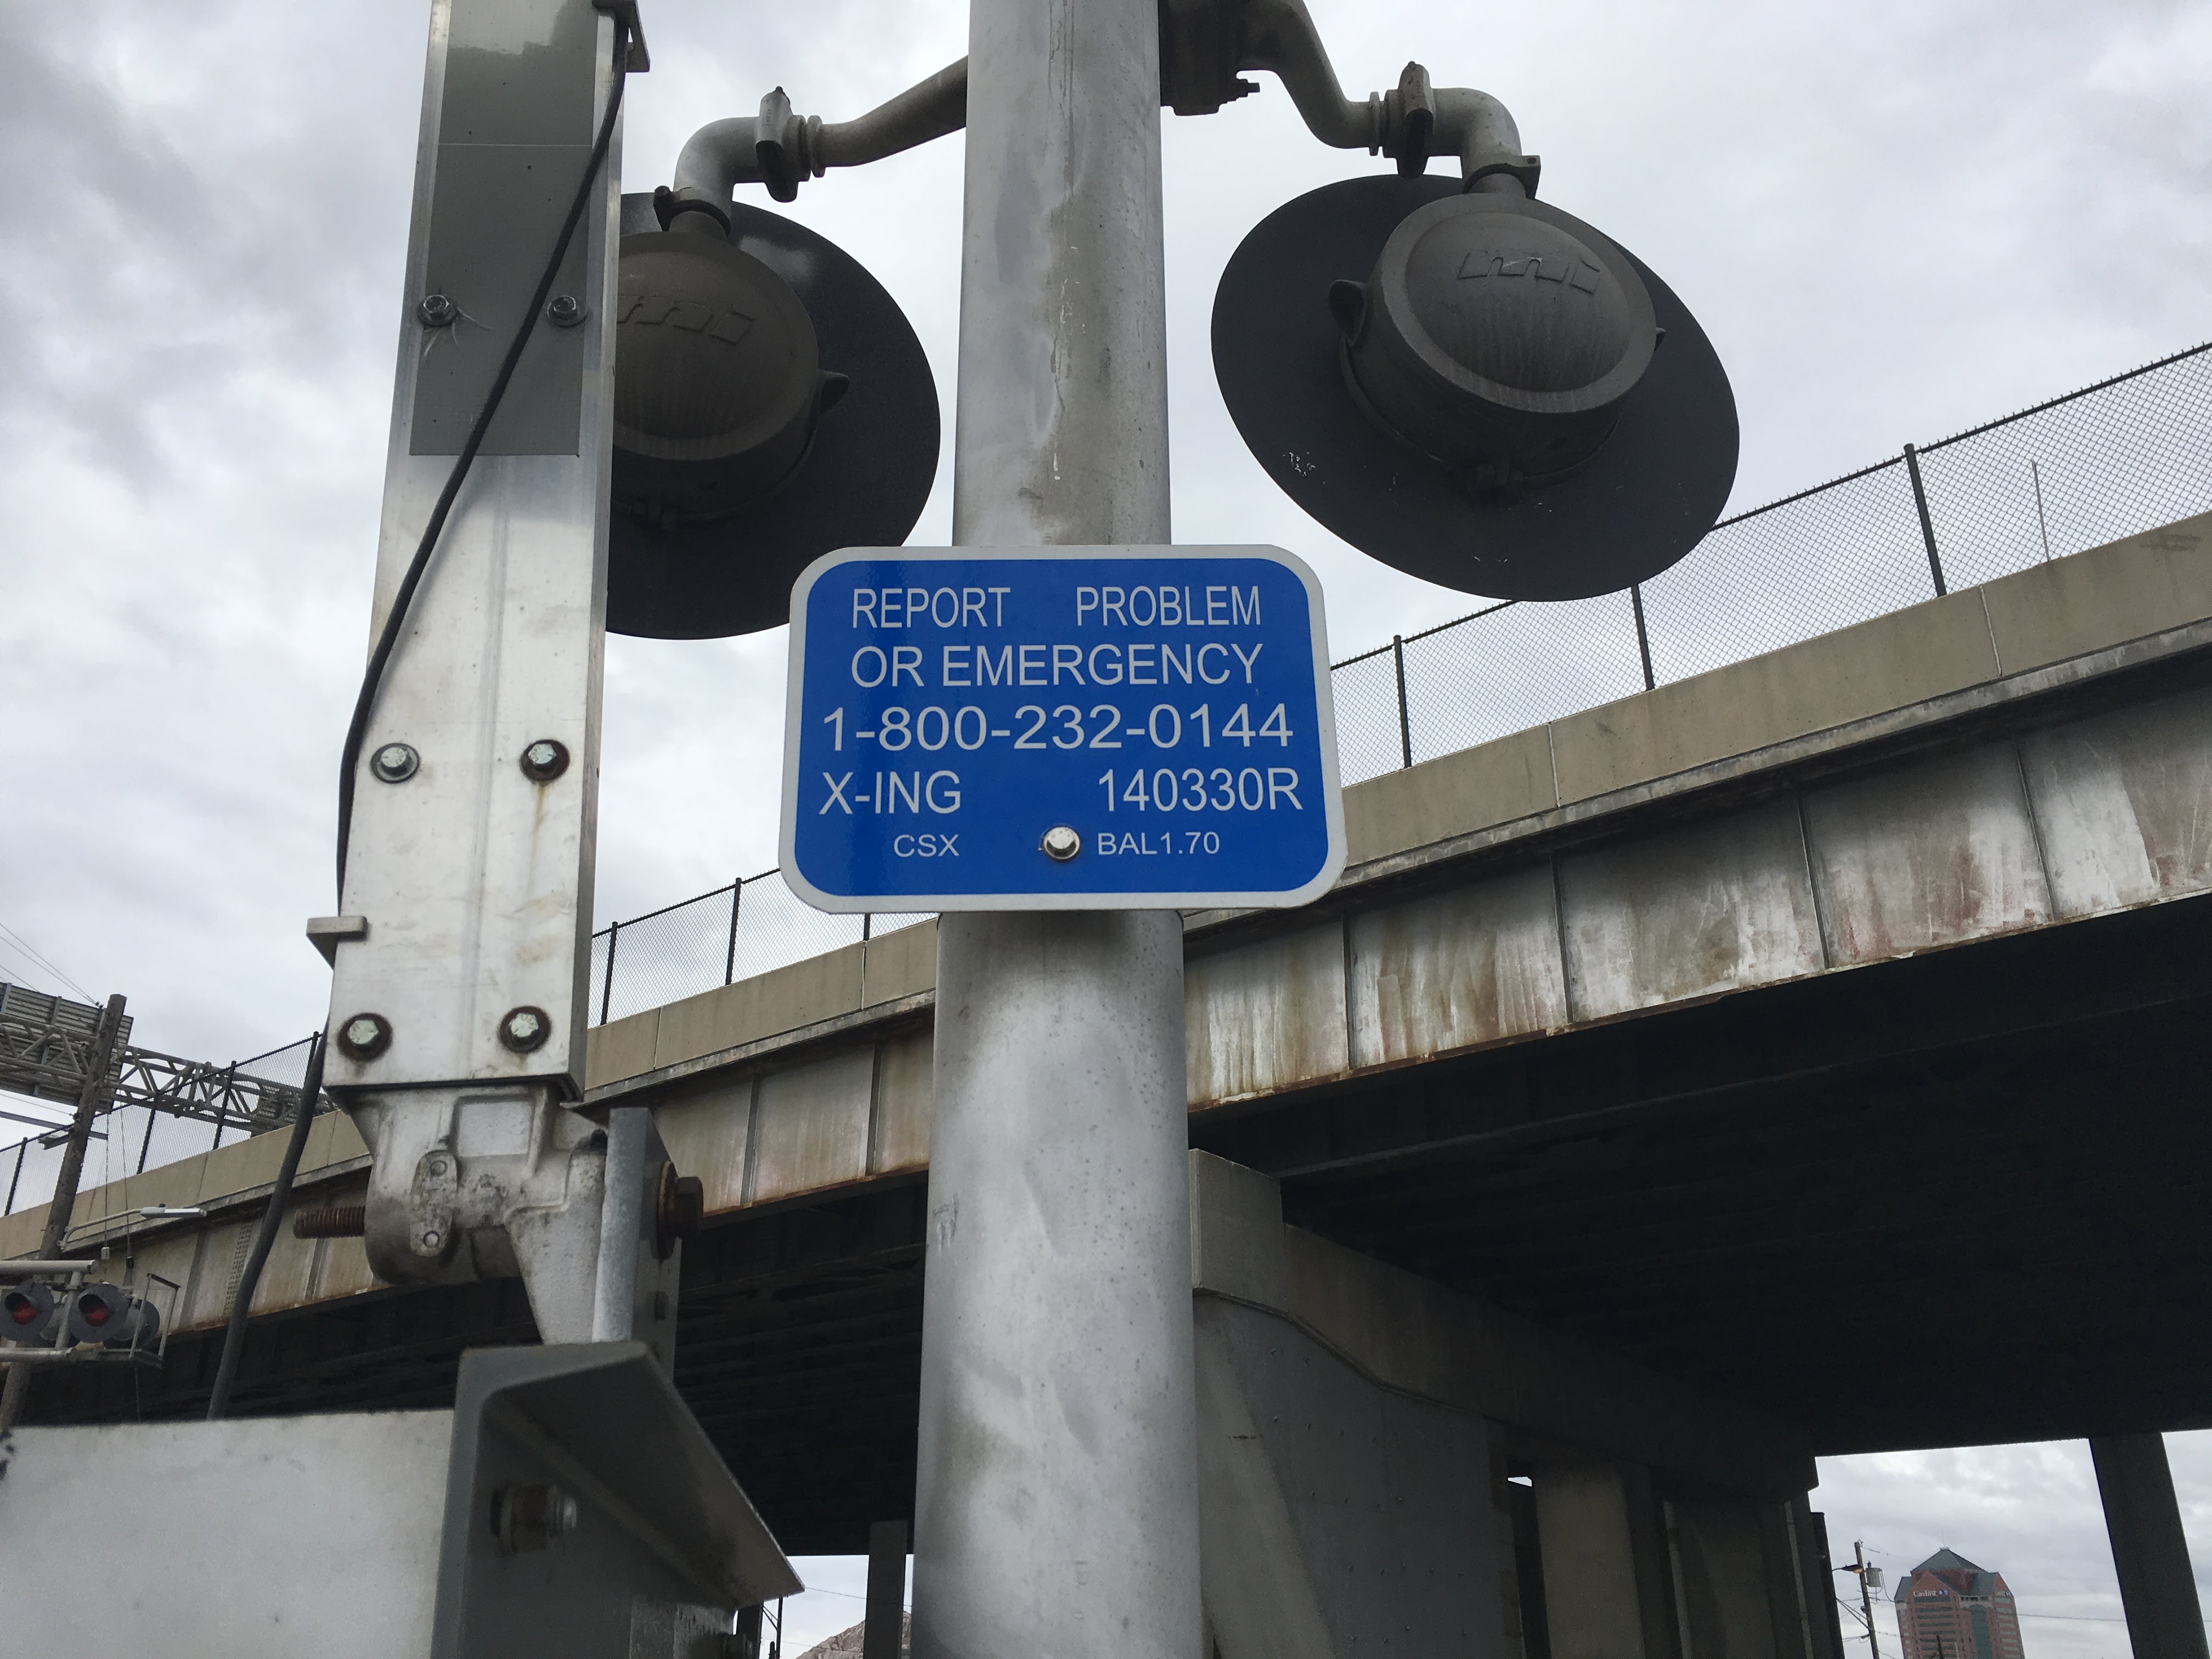 REPORT PROBLEM
OR EMERGENCY
1-800-232-0144
X-ING 140330R
CSX BAL1.70